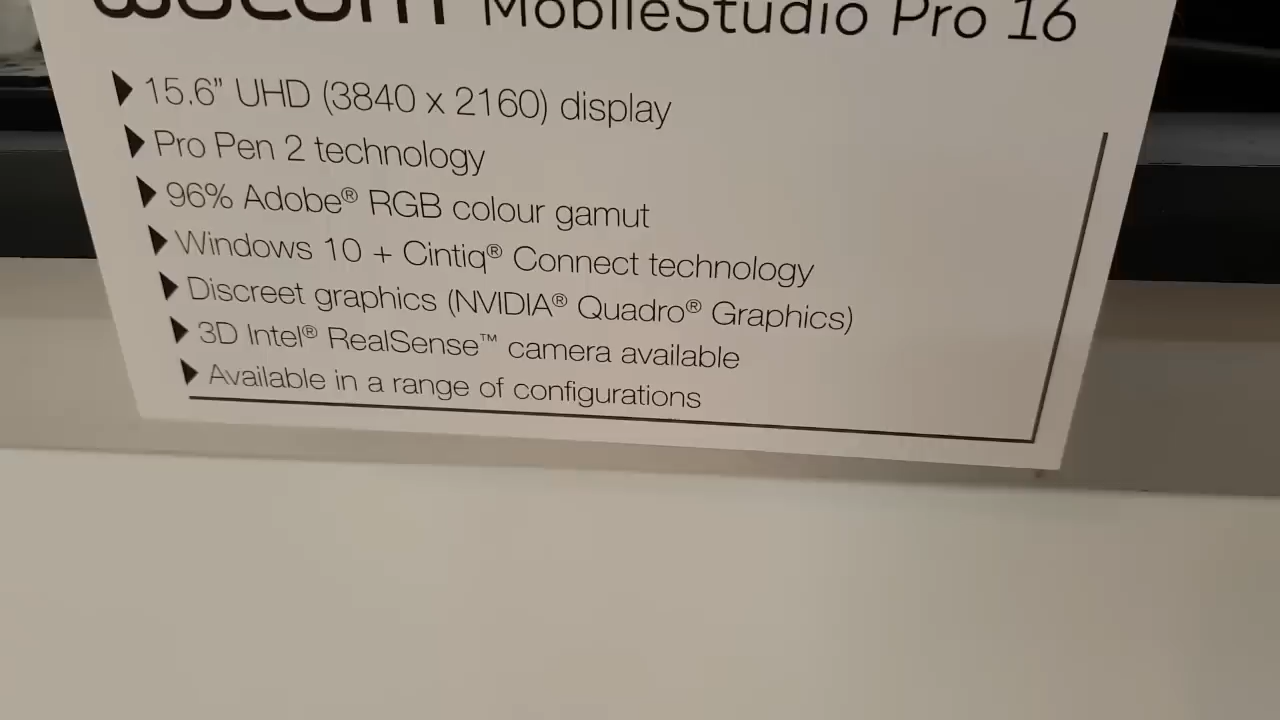 wacom MobileStudio Pro 16
15.6” UHD (3840 x 2160) display
Pro Pen 2 technology
96% Adobe® RGB colour gamut
Windows 10 + Cintiq® Connect technology
Discreet graphics (NVIDIA® Quadro® Graphics)
3D Intel® RealSense™ camera available
Available in a range of configurations